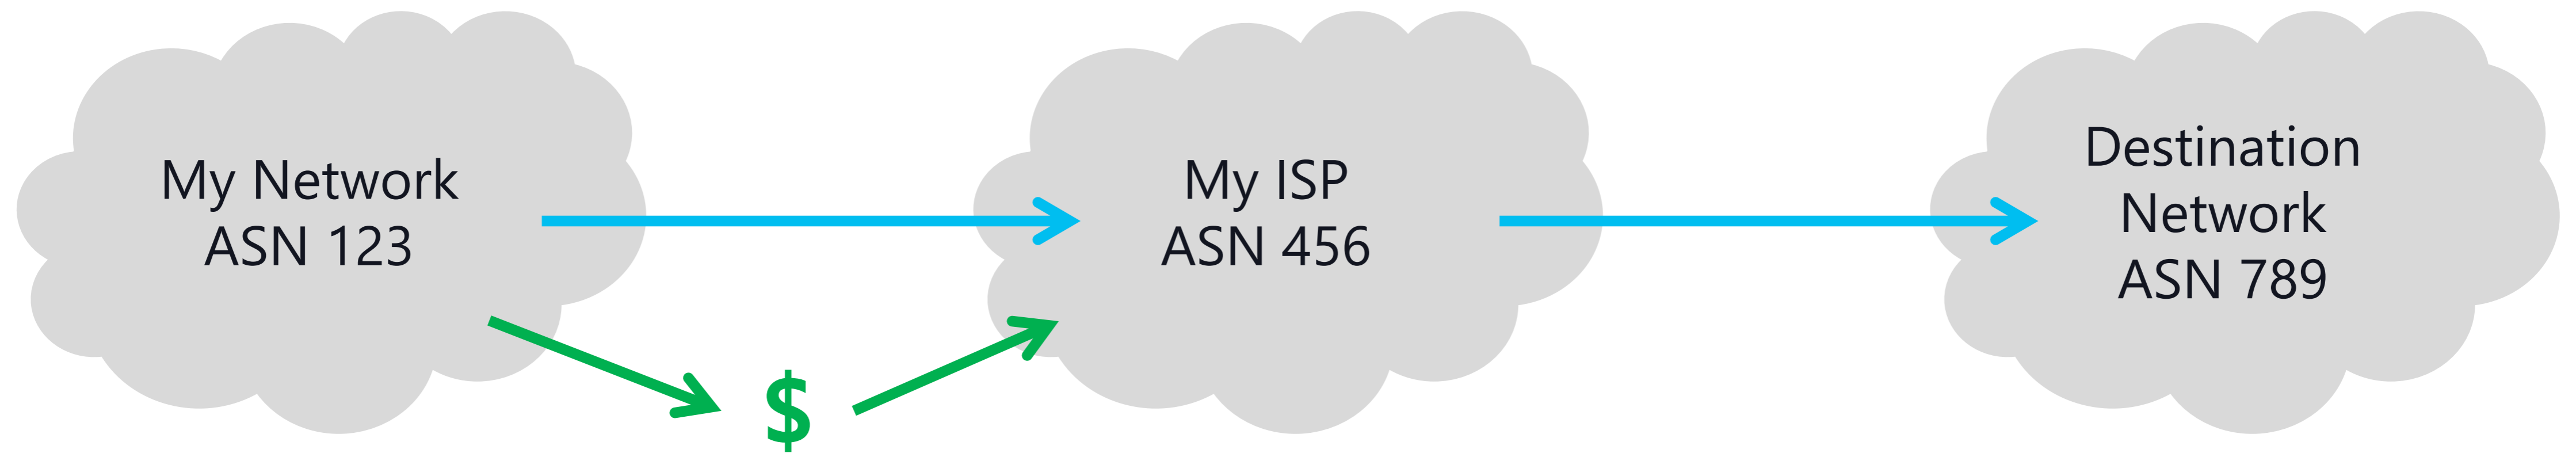 My Network
ASN 123
My ISP
ASN 456
Destination
Network
ASN 789
$